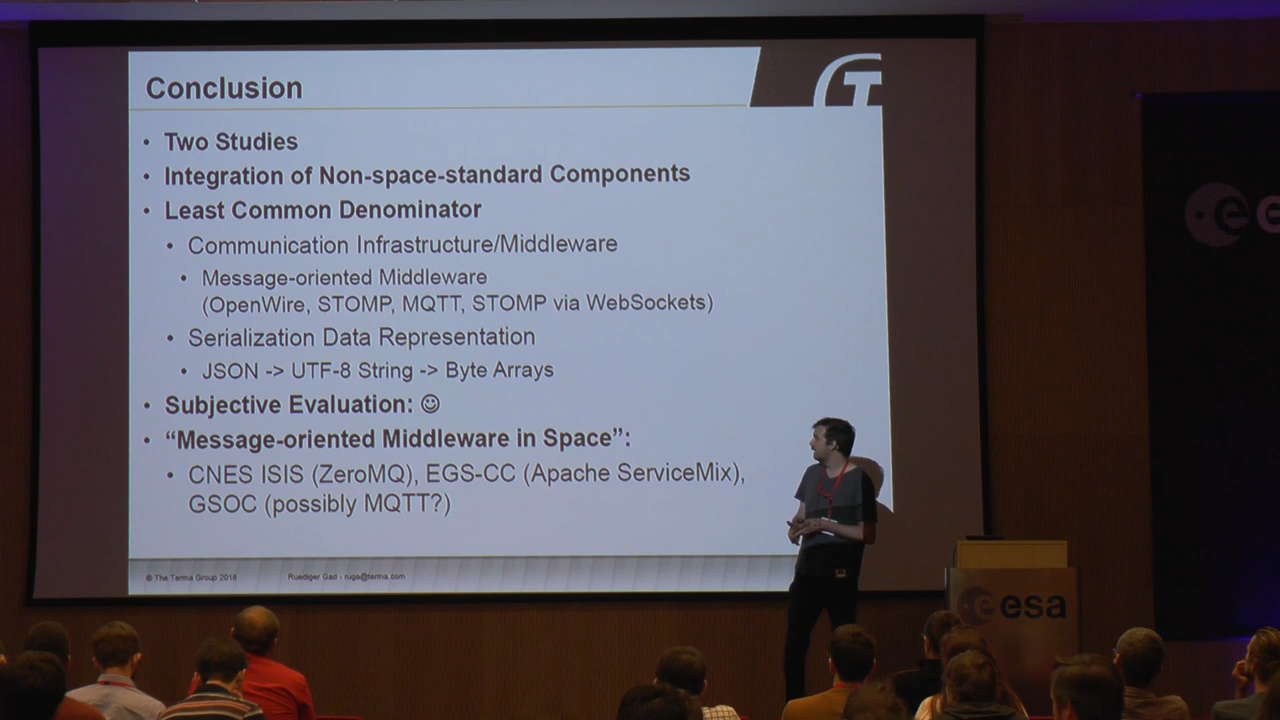 Conclusion
• Two Studies
• Integration of Non-space-standard Components
• Least Common Denominator
• Communication Infrastructure/Middleware
• Message-oriented Middleware
(OpenWire, STOMP, MQTT, STOMP via WebSockets)
• Serialization Data Representation
• JSON -> UTF-8 String -> Byte Arrays
• Subjective Evaluation: ☺
• “Message-oriented Middleware in Space”:
• CNES ISIS (ZeroMQ), EGS-CC (Apache ServiceMix),
GSOC (possibly MQTT?)
© The Terma Group 2016 Ruediger Gad - ruga@terma.com
esa